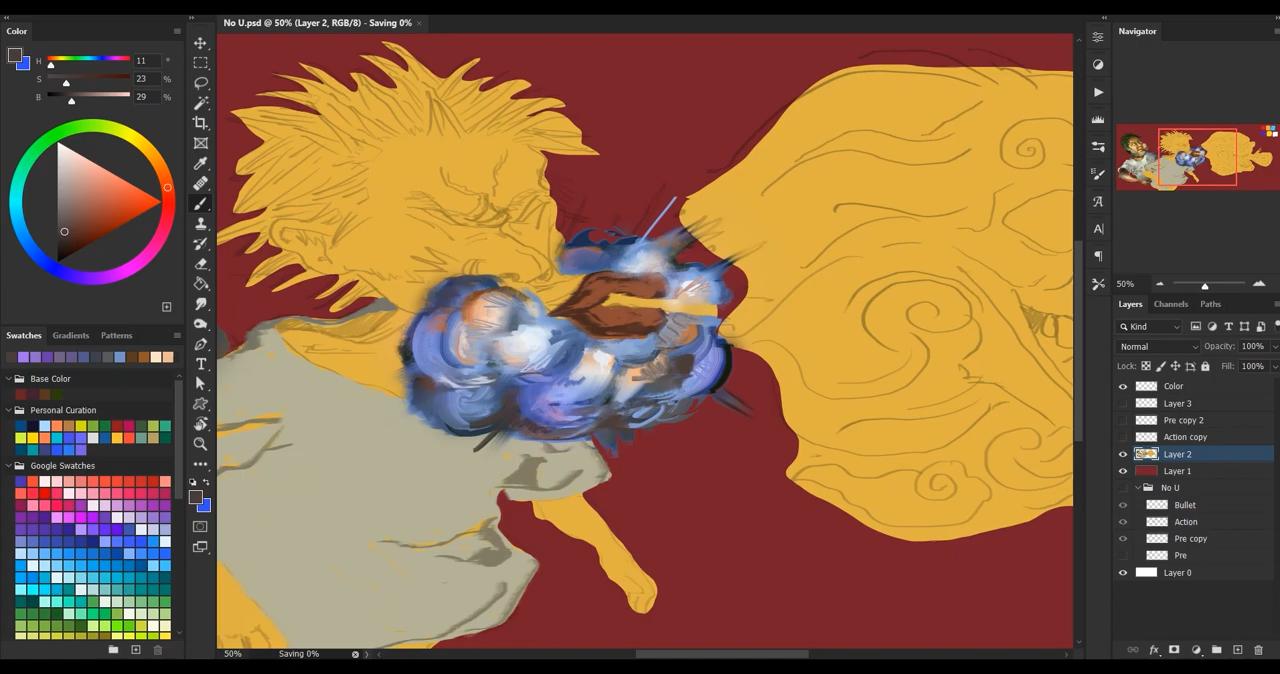 No U.psd @ 50% (Layer 2, RGB/8) - Saving 0% ×
Color
H 11 °
S 23 %
B 29 %
Swatches Gradients Patterns
Base Color
Personal Curation
Google Swatches
50% Saving 0%
Navigator
50%
Layers Channels Paths
Kind
Normal Opacity: 100%
Lock: Fill: 100%
Color
Layer 3
Pre copy 2
Action copy
Layer 2
Layer 1
No U
Bullet
Action
Pre copy
Pre
Layer 0